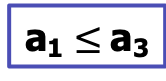 a₁ ≤ a₃